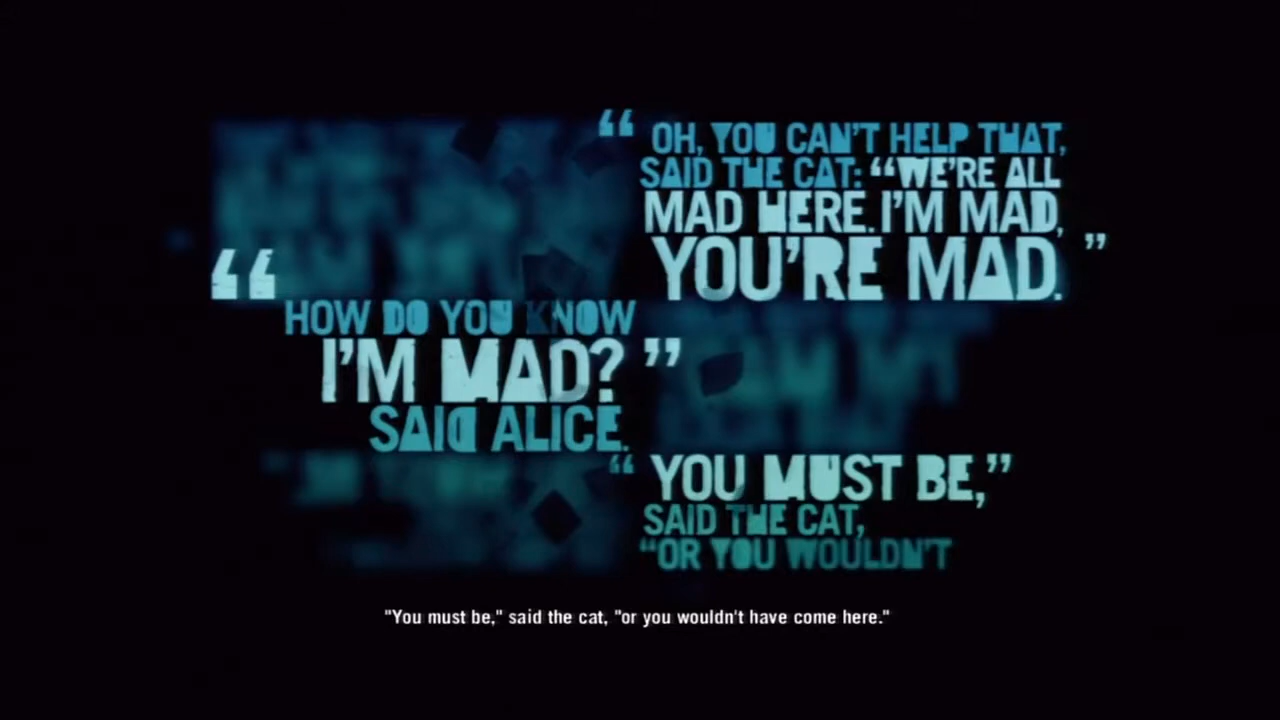 “ OH, YOU CAN'T HELP THAT,
SAID THE CAT: “WE'RE ALL
MAD HERE. I'M MAD,
YOU'RE MAD. ”
“
HOW DO YOU KNOW
I'M MAD? ”
SAID ALICE.
“ YOU MUST BE,”
SAID THE CAT,
“OR YOU WOULDN'T
"You must be," said the cat, "or you wouldn't have come here."